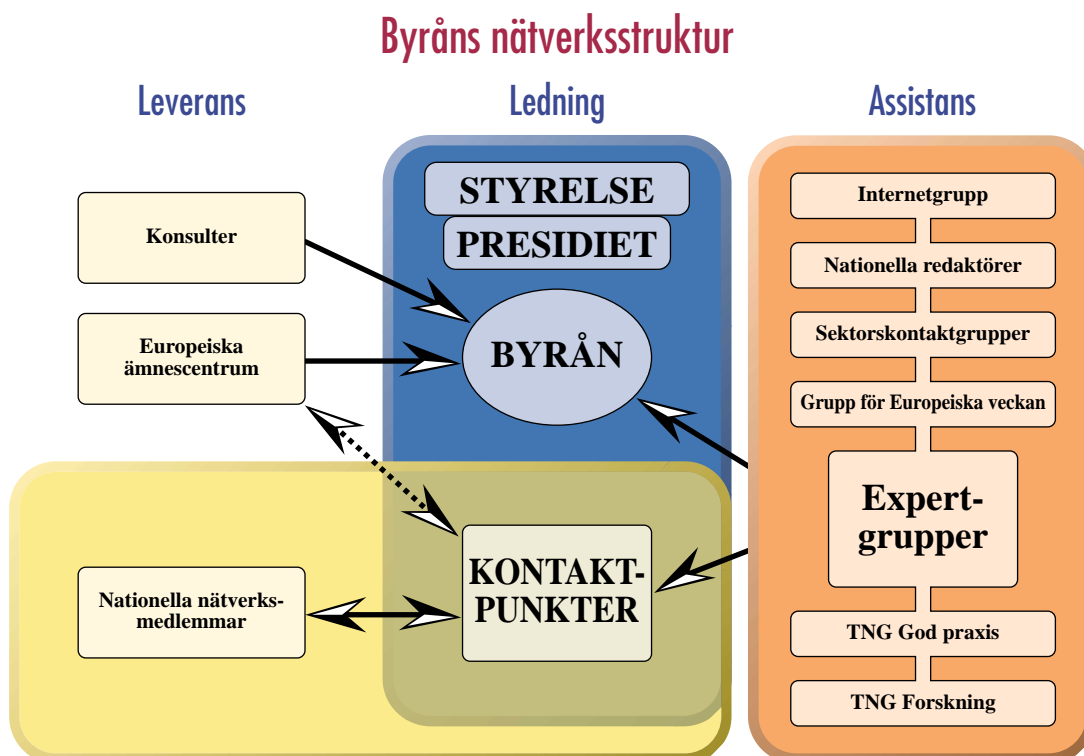 Byråns nätverksstruktur
Leverans
Ledning
Assistans
Konsulter
Europeiska
ämnescentrum
Nationella nätverks-
medlemmar
STYRELSE
PRESIDIET
BYRÅN
KONTAKT-
PUNKTER
Internetgrupp
Nationella redaktörer
Sektorskontaktgrupper
Grupp för Europeiska veckan
Expert-
grupper
TNG God praxis
TNG Forskning